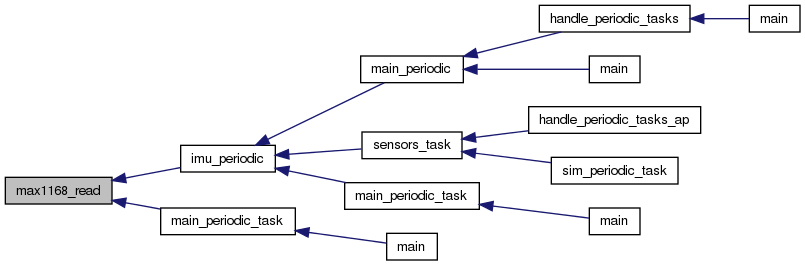 handle_periodic_tasks
main
main_periodic
main
handle_periodic_tasks_ap
sensors_task
imu_periodic
sim_periodic_task
max1168_read
main_periodic_task
main_periodic_task
main
main